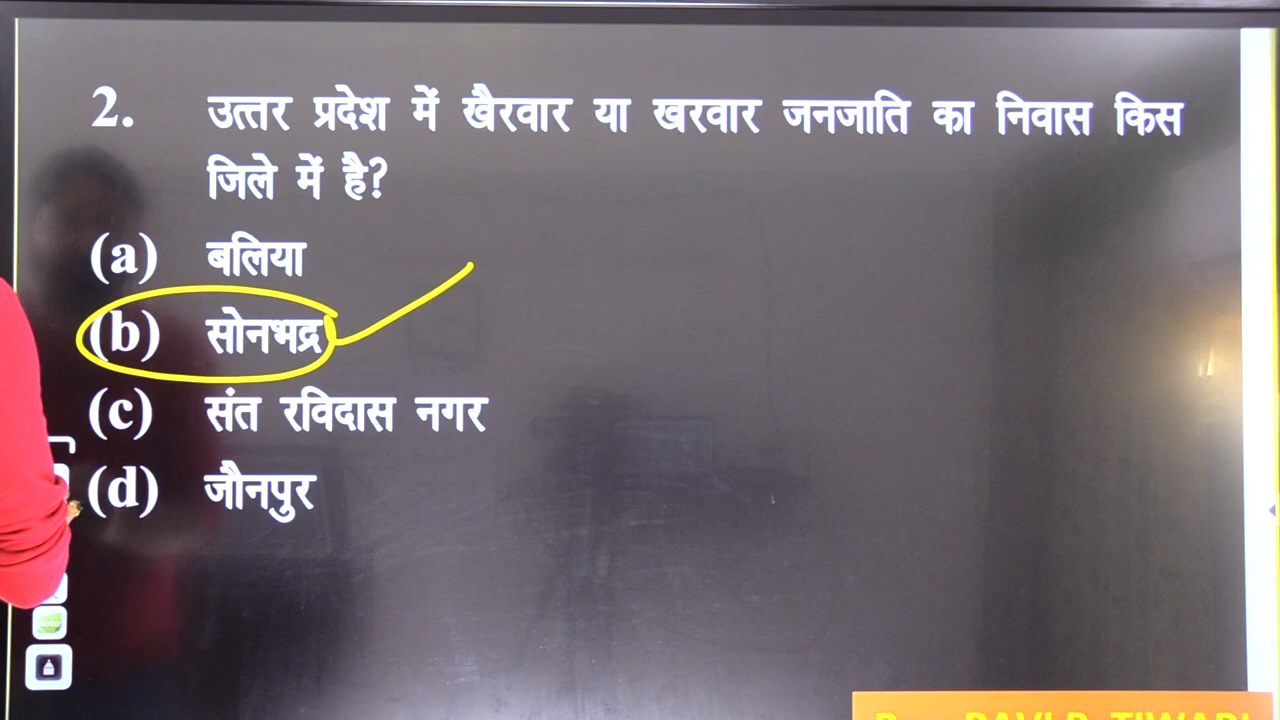 2. उत्तर प्रदेश में खैरवार या खरवार जनजाति का निवास किस
जिले में है?
(a) बलिया
(b) सोनभद्र
(c) संत रविदास नगर
(d) जौनपुर